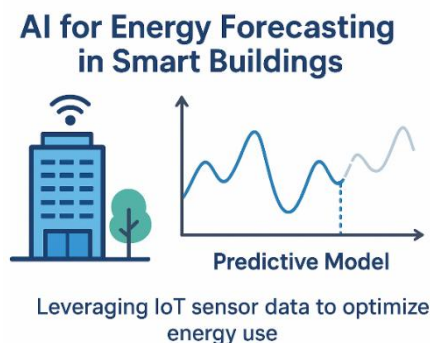 AI for Energy Forecasting
in Smart Buildings
Predictive Model
Leveraging IoT sensor data to optimize
energy use